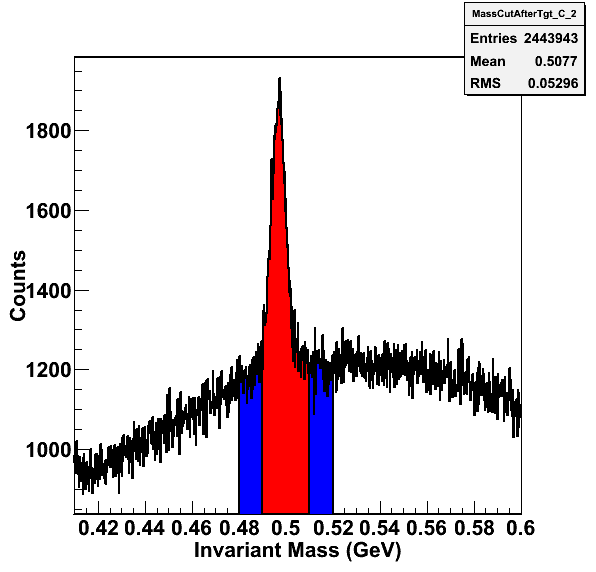 MassCutAfterTgt_C_2
Entries 2443943
Mean 0.5077
RMS 0.05296
1800
1600
1400
1200
1000
Counts
0.42 0.44 0.46 0.48 0.5 0.52 0.54 0.56 0.58 0.6
Invariant Mass (GeV)